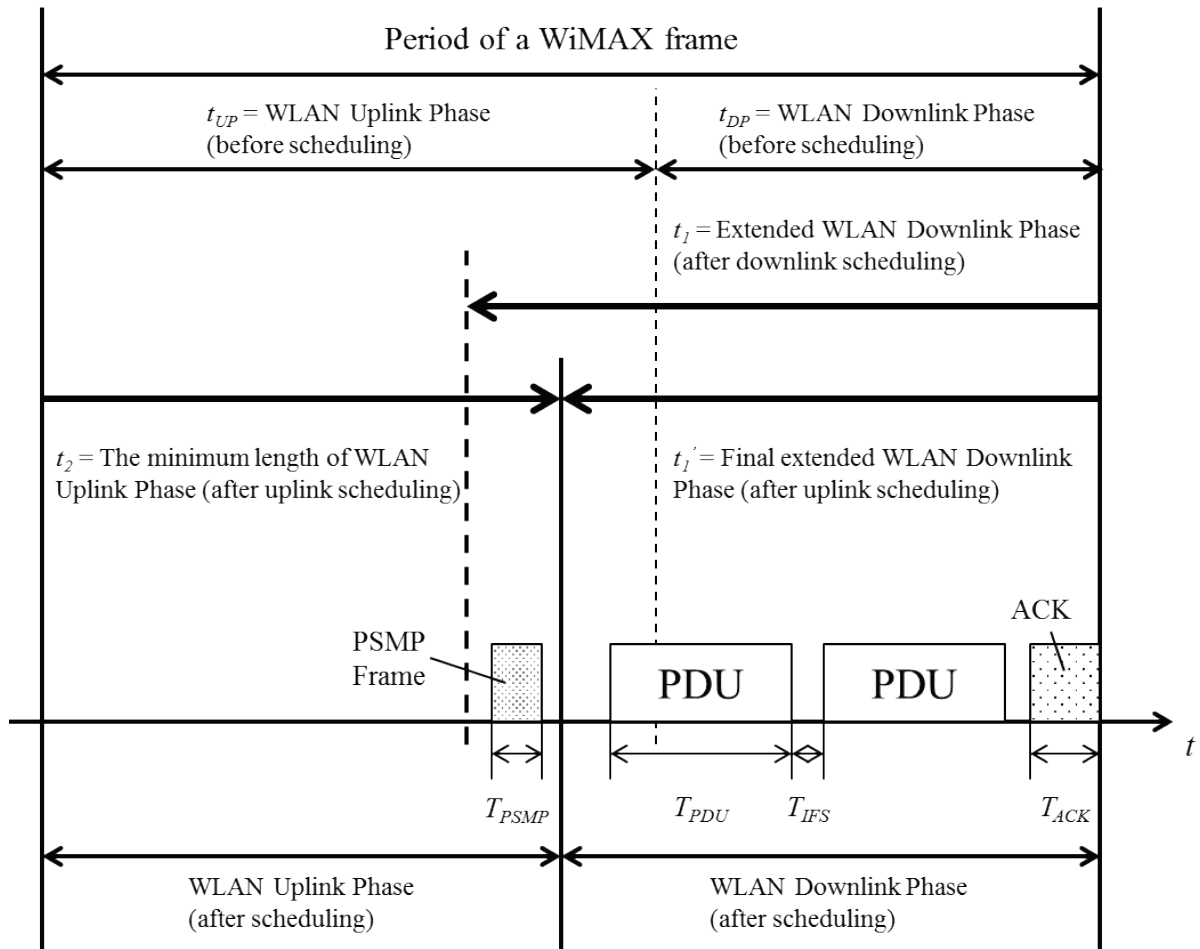 Period of a WiMAX frame
t_UP = WLAN Uplink Phase
(before scheduling)
t_DP = WLAN Downlink Phase
(before scheduling)
t_1 = Extended WLAN Downlink Phase
(after downlink scheduling)
t_2 = The minimum length of WLAN
Uplink Phase (after uplink scheduling)
t_1' = Final extended WLAN Downlink
Phase (after uplink scheduling)
PSMP
Frame
PDU
PDU
ACK
t
T_PSMP
T_PDU
T_IFS
T_ACK
WLAN Uplink Phase
(after scheduling)
WLAN Downlink Phase
(after scheduling)